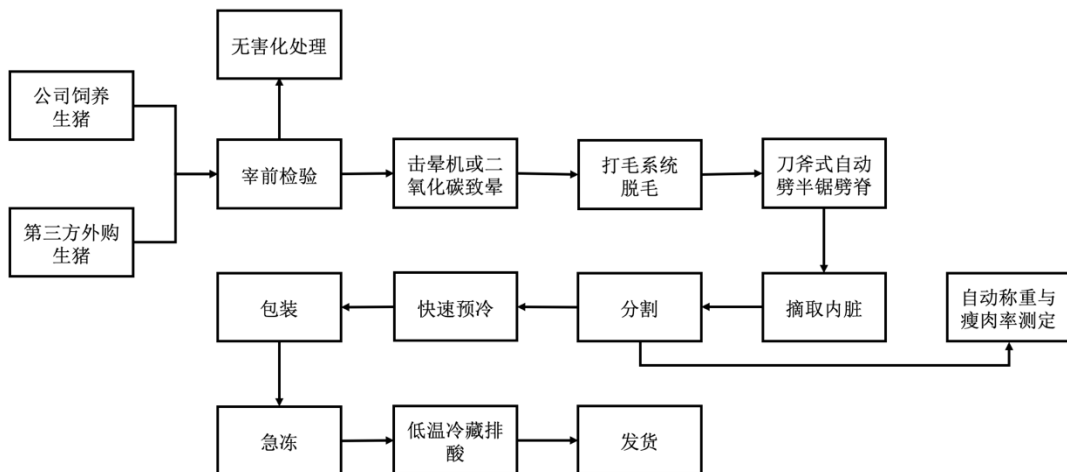 无害化处理
公司饲养
生猪
宰前检验
击晕机或二
氧化碳致晕
打毛系统
脱毛
刀斧式自动
劈半锯劈脊
第三方外购
生猪
包装
快速预冷
分割
摘取内脏
自动称重与
瘦肉率测定
急冻
低温冷藏排
酸
发货